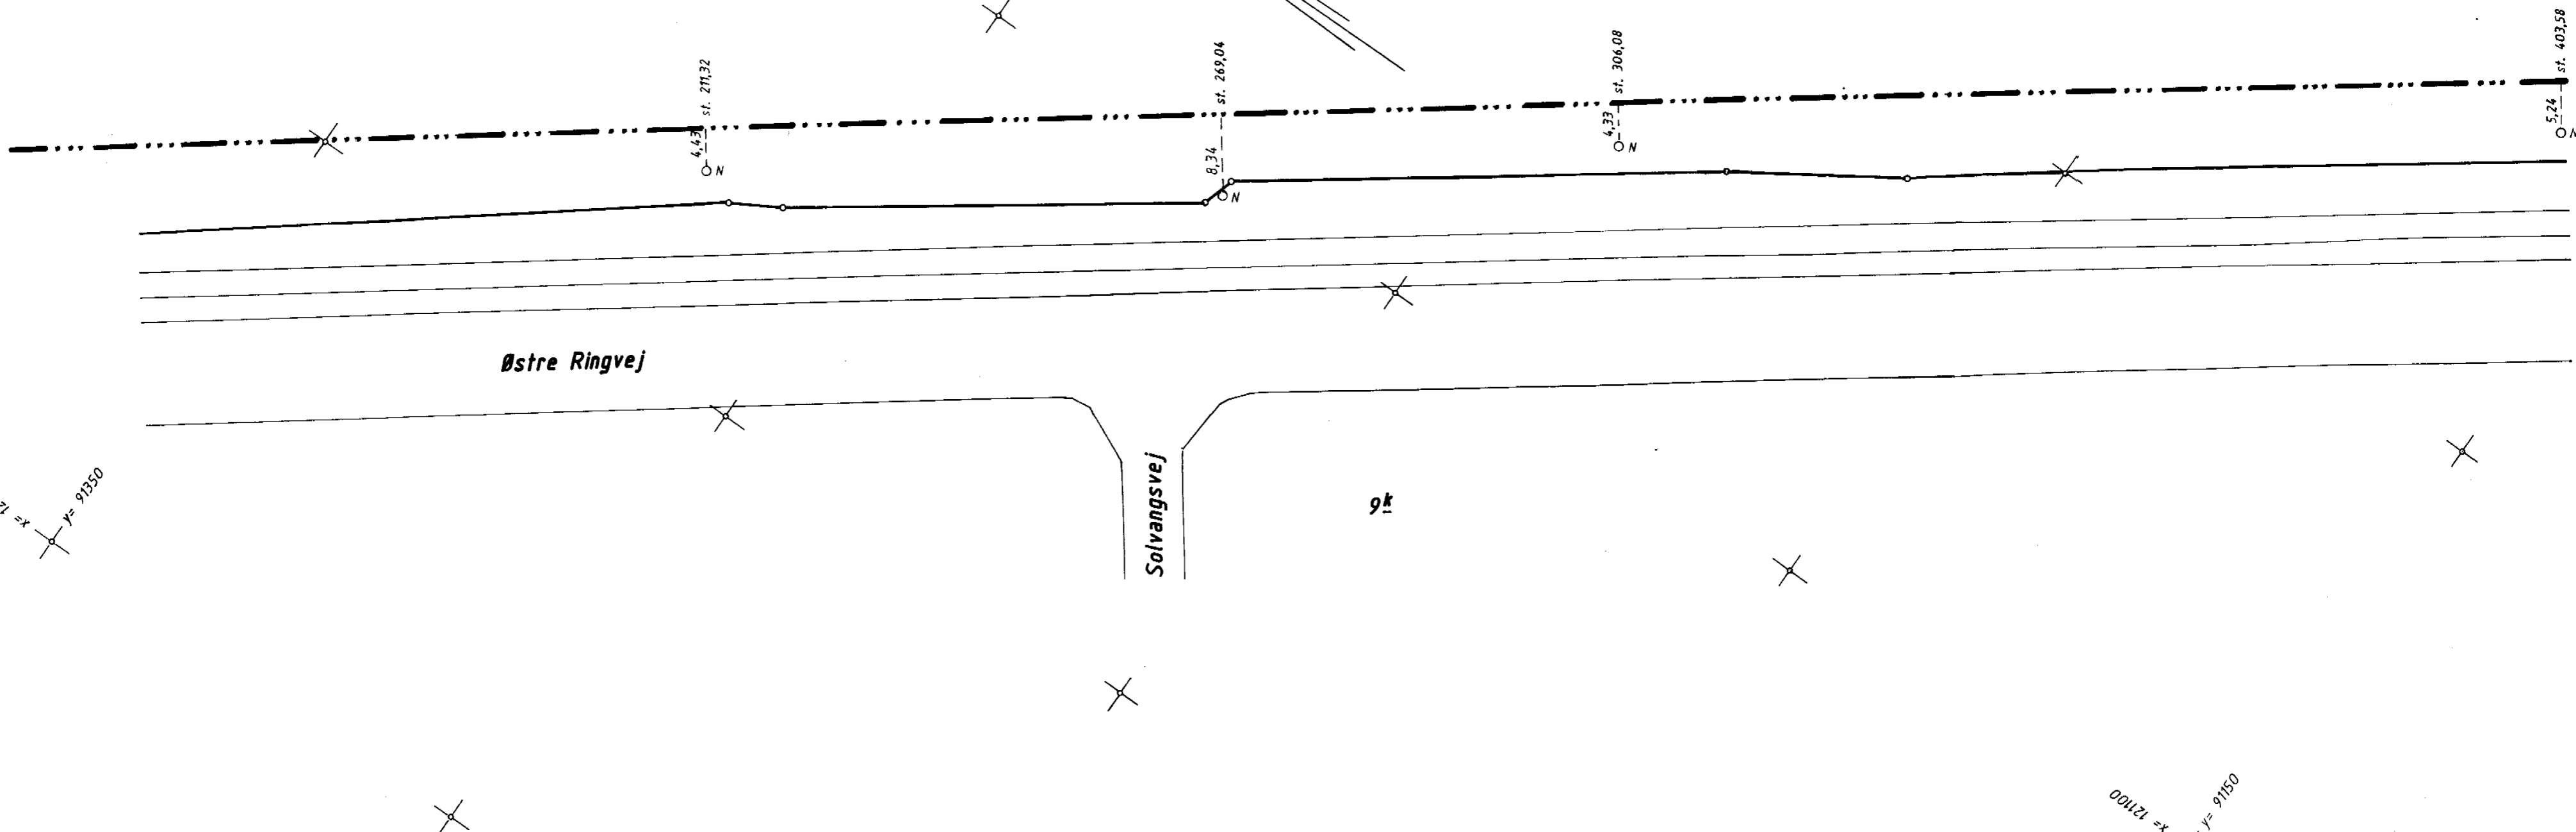 st. 211,32
4,43
N
st. 269,04
8,34
N
st. 306,08
4,33
N
st. 403,58
5,24
N
Østre Ringvej
Solvangsvej
9k
y= 91350
x= 12
x= 121100
y= 91150